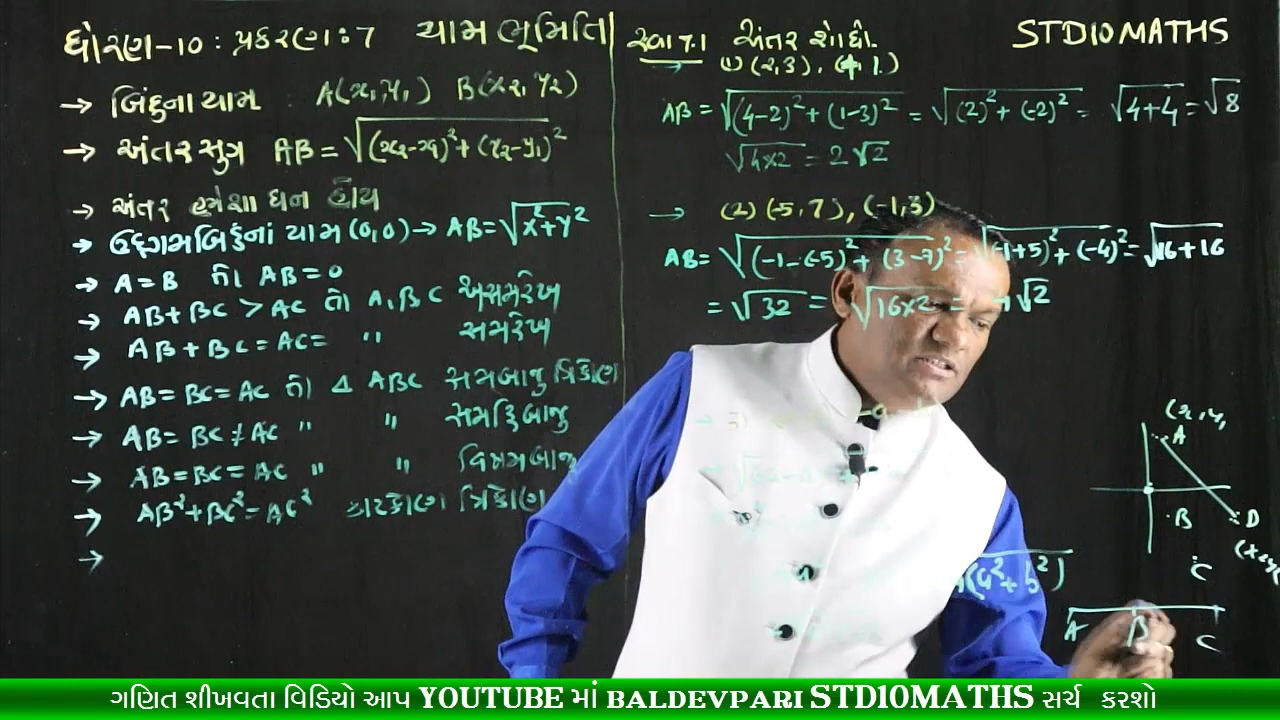 ધોરણ-10 : પ્રકરણ : 7 યામ ભૂમિતિ
→ બિંદુના યામ : A(x₁,y₁) B(x₂,y₂)
→ અંતર સુત્ર AB = √(x₂-x₁)²+(y₂-y₁)²
→ અંતર હંમેશા ધન હોય
→ ઉદ્દગમબિંદુનાં યામ (0,0) → AB = √x²+y²
→ A = B તો AB = 0
→ AB + BC > AC તો A, B C અસમરેખ
→ AB + BC = AC = " સમરેખ
→ AB = BC = AC તો Δ ABC સમબાજુ ત્રિકોણ
→ AB = BC ≠ AC " " સમદ્વિબાજુ
→ AB = BC = AC " " વિષમબાજુ
→ AB² + BC² = AC² કાટકોણ ત્રિકોણ
→
સ્વા 7.1 અંતર શોધો.
STD10MATHS
→ (1) (2,3), (4,1)
AB = √(4-2)² + (1-3)² = √(2)² + (-2)² = √4+4 = √8
√4×2 = 2√2
→ (2) (-5,7), (-1,3)
AB = √(-1-(-5)² + (3-7)² = √(-1+5)² + (-4)² = √16+16
= √32 = √16×2 = 4√2
(a²+b²)
A
B
C
D
A B C
ગણિત શીખવતા વિડિયો આપ YOUTUBE માં BALDEVPARI STD10MATHS સર્ચ કરશો